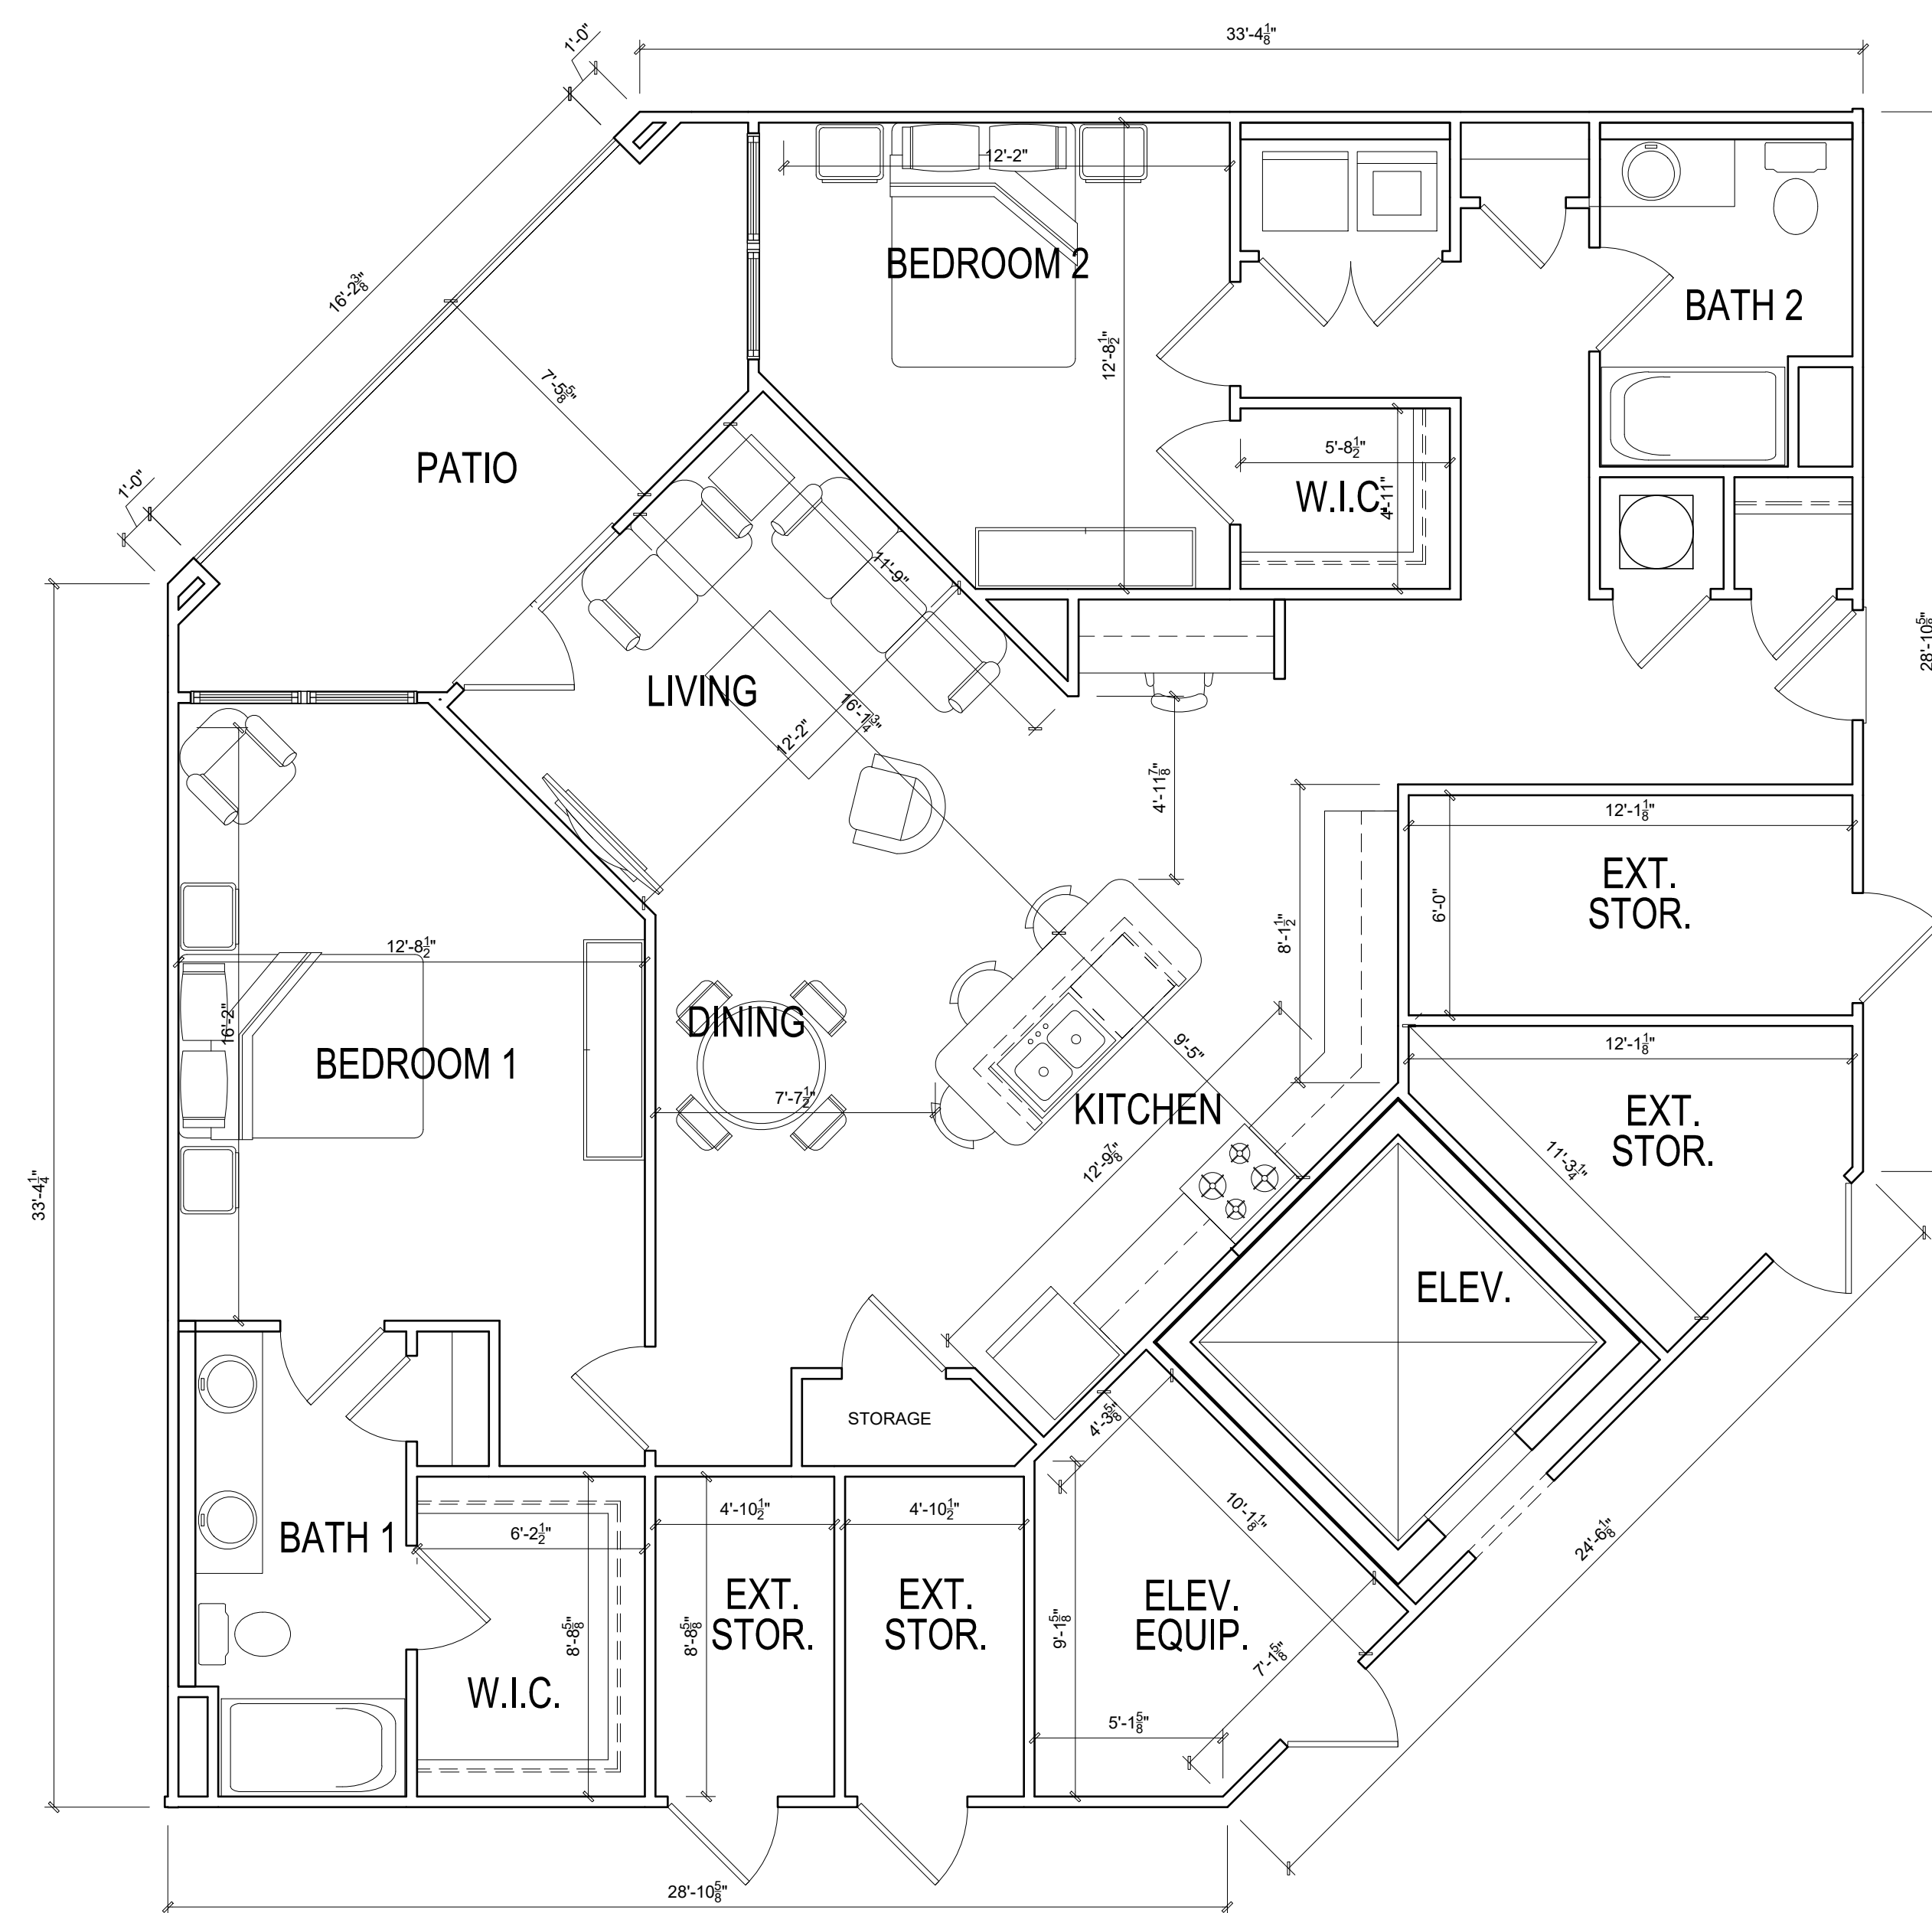 33'-4 1/8"
1'-0"
12'-2"
16'-2 3/8"
BEDROOM 2
BATH 2
12'-8 1/2"
7'-5 5/8"
PATIO
5'-8 1/2"
W.I.C.
4'-11"
1'-0"
11'-9"
28'-10 5/8"
LIVING
16'-1 3/4"
12'-2"
4'-11 7/8"
12'-1 1/8"
EXT.
STOR.
6'-0"
8'-1 1/2"
12'-8 1/2"
16'-2"
DINING
9'-5"
12'-1 1/8"
BEDROOM 1
7'-7 1/2"
KITCHEN
EXT.
STOR.
12'-9 7/8"
11'-3 1/4"
33'-4 1/4"
ELEV.
STORAGE
4'-3 5/8"
4'-10 1/2"
4'-10 1/2"
10'-1 1/8"
6'-2 1/2"
BATH 1
24'-6 1/8"
EXT.
STOR.
EXT.
STOR.
ELEV.
EQUIP.
8'-8 5/8"
8'-8 5/8"
9'-1 5/8"
7'-1 5/8"
W.I.C.
5'-1 5/8"
28'-10 5/8"